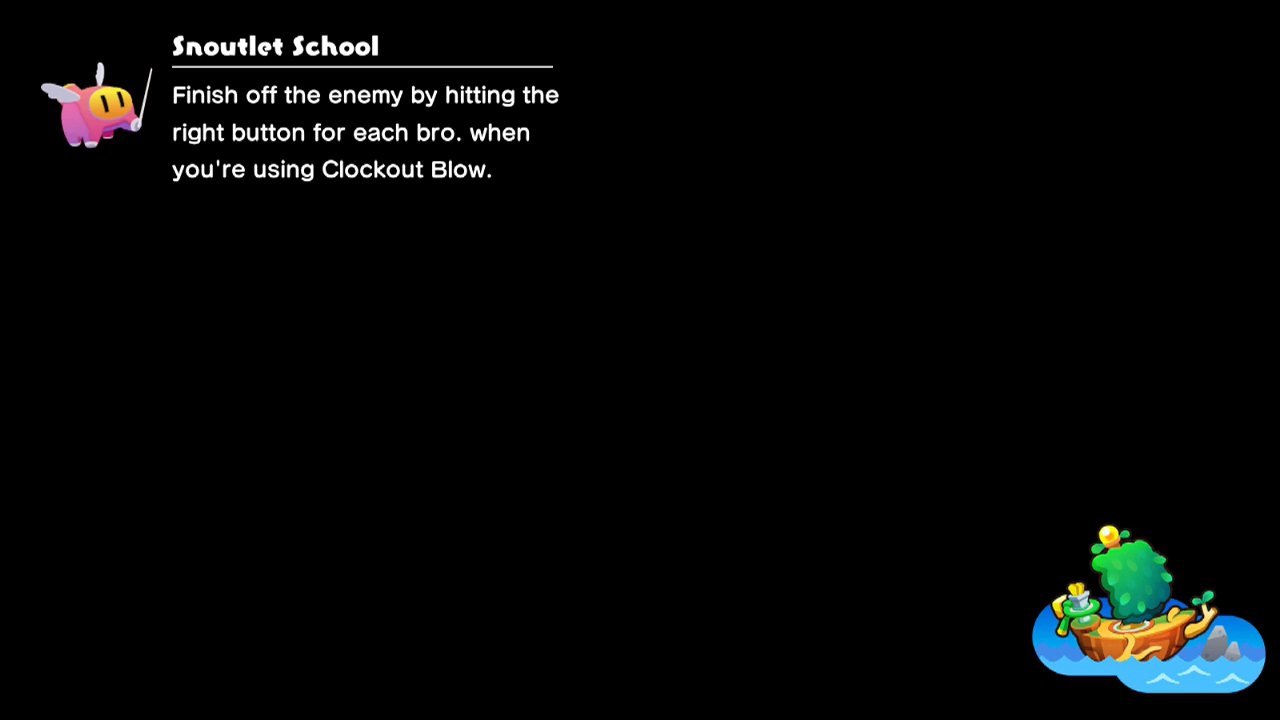 Snoutlet School
Finish off the enemy by hitting the
right button for each bro. when
you're using Clockout Blow.